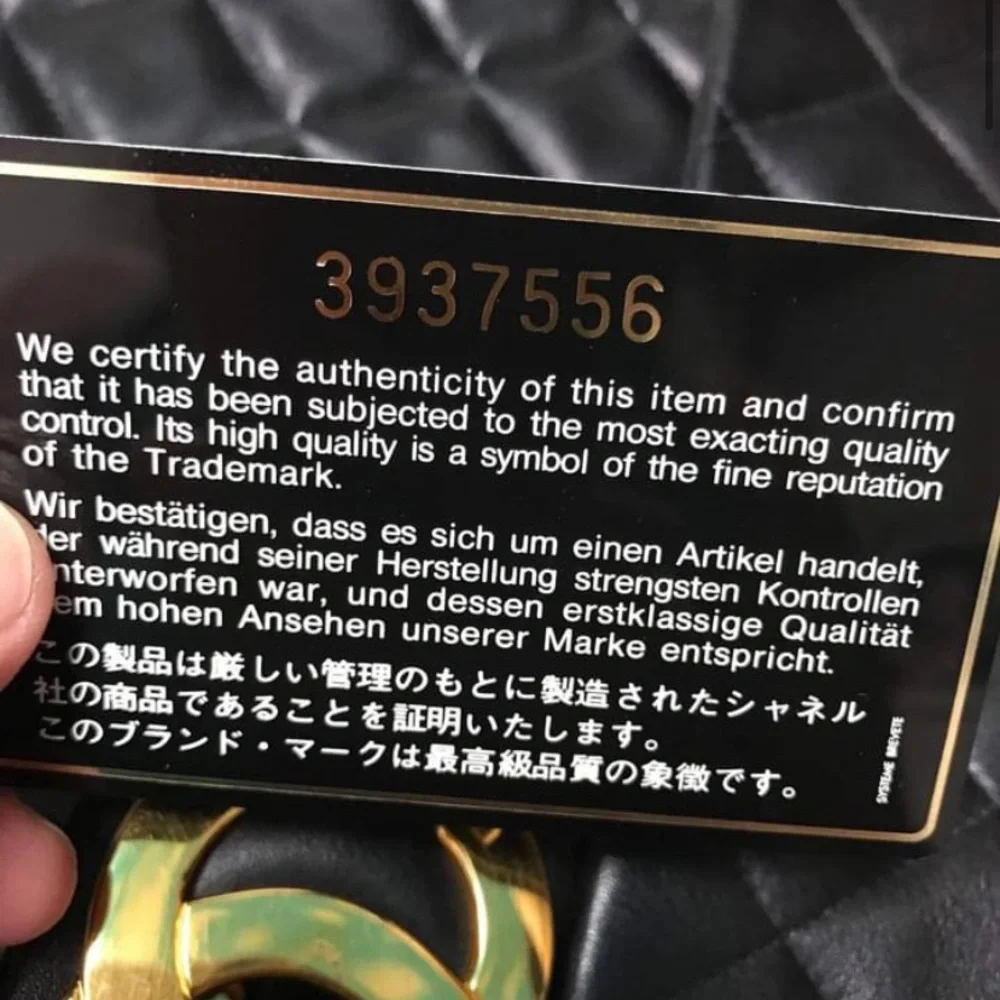 3937556
We certify the authenticity of this item and confirm
that it has been subjected to the most exacting quality
control. Its high quality is a symbol of the fine reputation
of the Trademark.
Wir bestätigen, dass es sich um einen Artikel handelt,
der während seiner Herstellung strengsten Kontrollen
nterworfen war, und dessen erstklassige Qualität
em hohen Ansehen unserer Marke entspricht.
この製品は厳しい管理のもとに製造されたシャネル
社の商品であることを証明いたします。
このブランド・マークは最高級品質の象徴です。
SYSTEME BREVETE